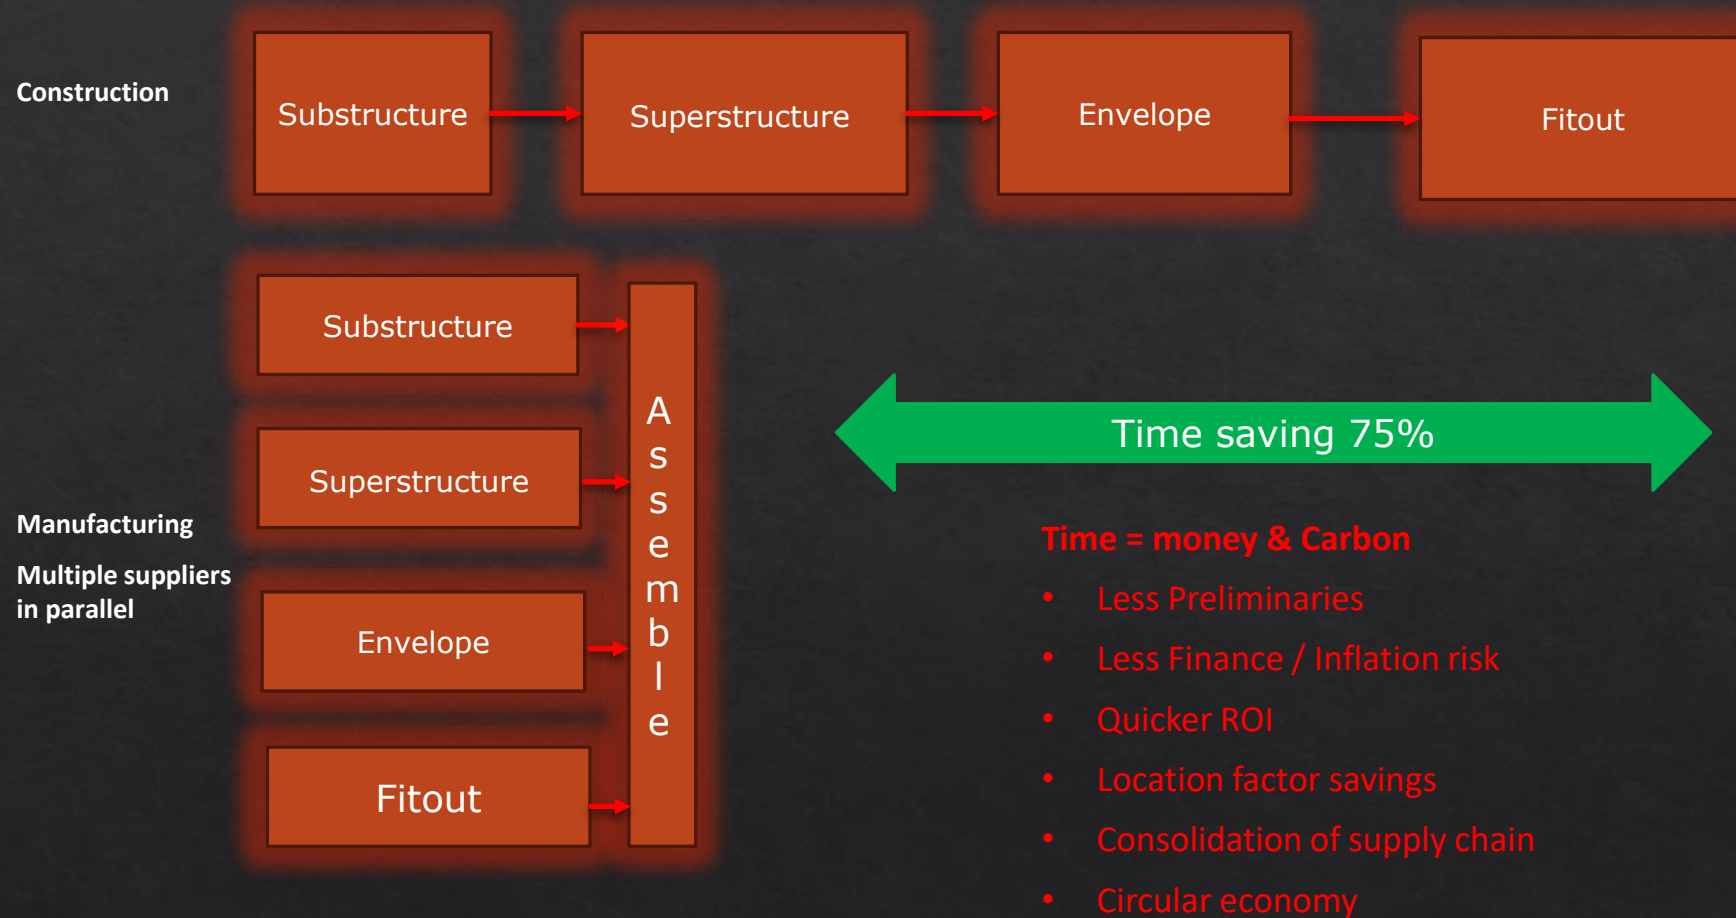 Construction
Substructure
Superstructure
Envelope
Fitout
Substructure
Superstructure
Envelope
Fitout
Assemble
Manufacturing
Multiple suppliers
in parallel
Time saving 75%
Time = money & Carbon
• Less Preliminaries
• Less Finance / Inflation risk
• Quicker ROI
• Location factor savings
• Consolidation of supply chain
• Circular economy